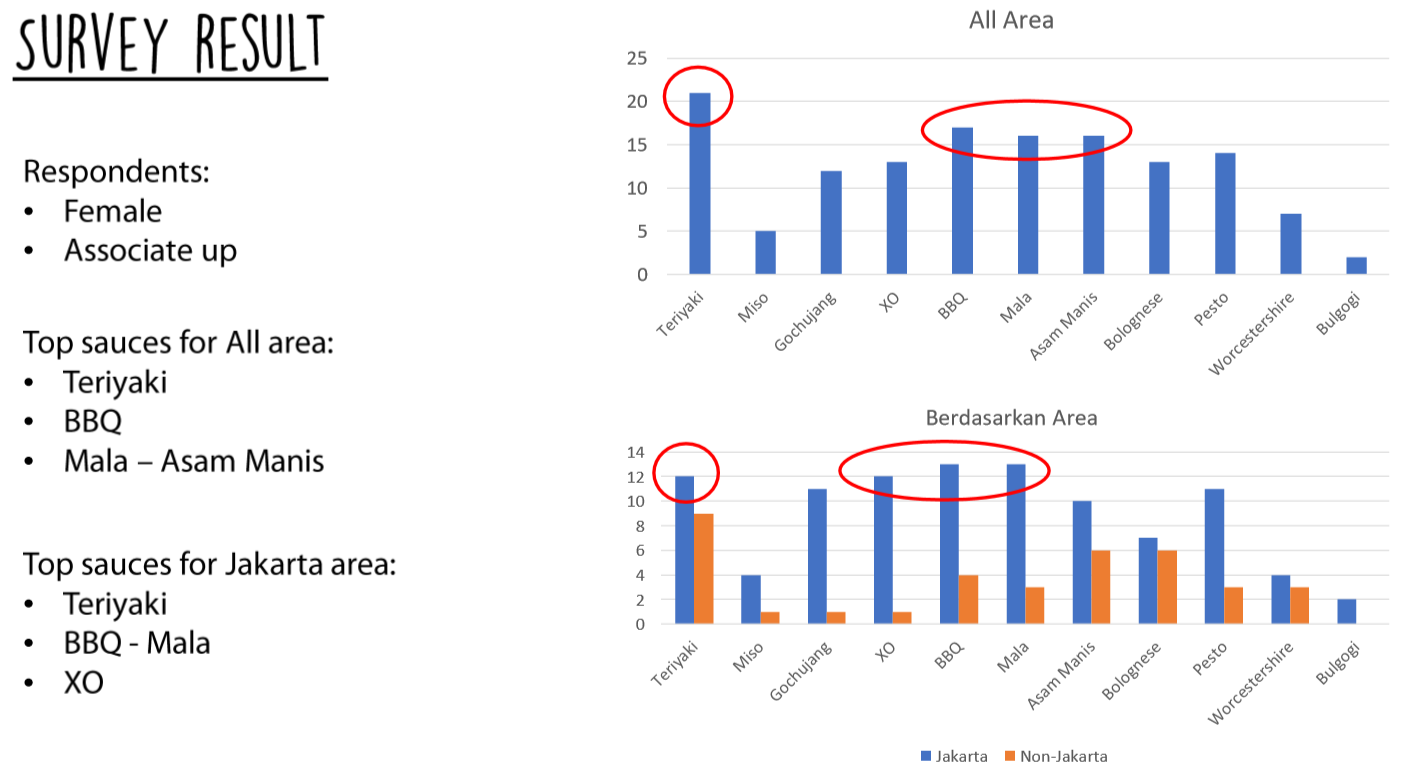 SURVEY RESULT
Respondents:
• Female
• Associate up
Top sauces for All area:
• Teriyaki
• BBQ
• Mala – Asam Manis
Top sauces for Jakarta area:
• Teriyaki
• BBQ - Mala
• XO
All Area
25
20
15
10
5
0
Teriyaki
Miso
Gochujang
XO
BBQ
Mala
Asam Manis
Bolognese
Pesto
Worcestershire
Bulgogi
Berdasarkan Area
14
12
10
8
6
4
2
0
Teriyaki
Miso
Gochujang
XO
BBQ
Mala
Asam Manis
Bolognese
Pesto
Worcestershire
Bulgogi
Jakarta Non-Jakarta